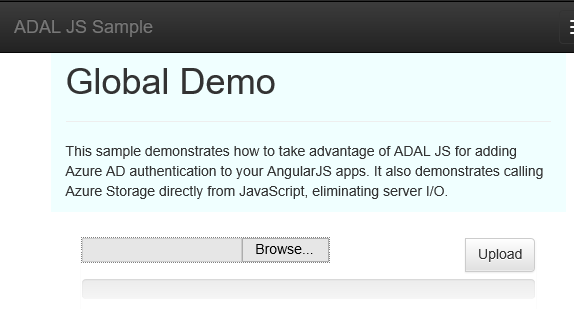 ADAL JS Sample
Global Demo
This sample demonstrates how to take advantage of ADAL JS for adding
Azure AD authentication to your AngularJS apps. It also demonstrates calling
Azure Storage directly from JavaScript, eliminating server I/O.
Browse... Upload